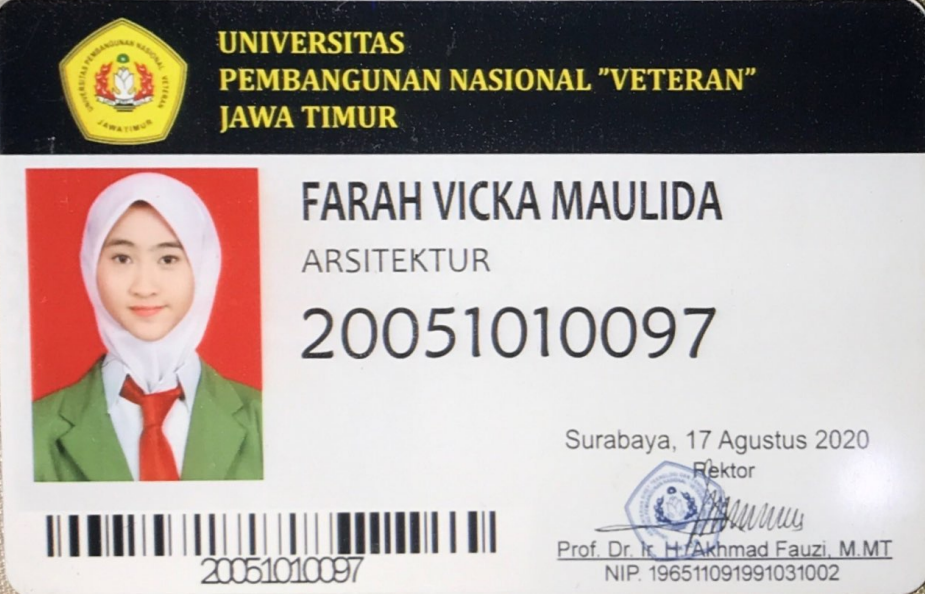 UNIVERSITAS
PEMBANGUNAN NASIONAL "VETERAN"
JAWA TIMUR
UNIVERSITAS PEMBANGUNAN NASIONAL VETERAN
JAWA TIMUR
FARAH VICKA MAULIDA
ARSITEKTUR
20051010097
Surabaya, 17 Agustus 2020
Rektor
Prof. Dr. Ir. H. Akhmad Fauzi, M.MT
NIP. 196511091991031002
20051010097